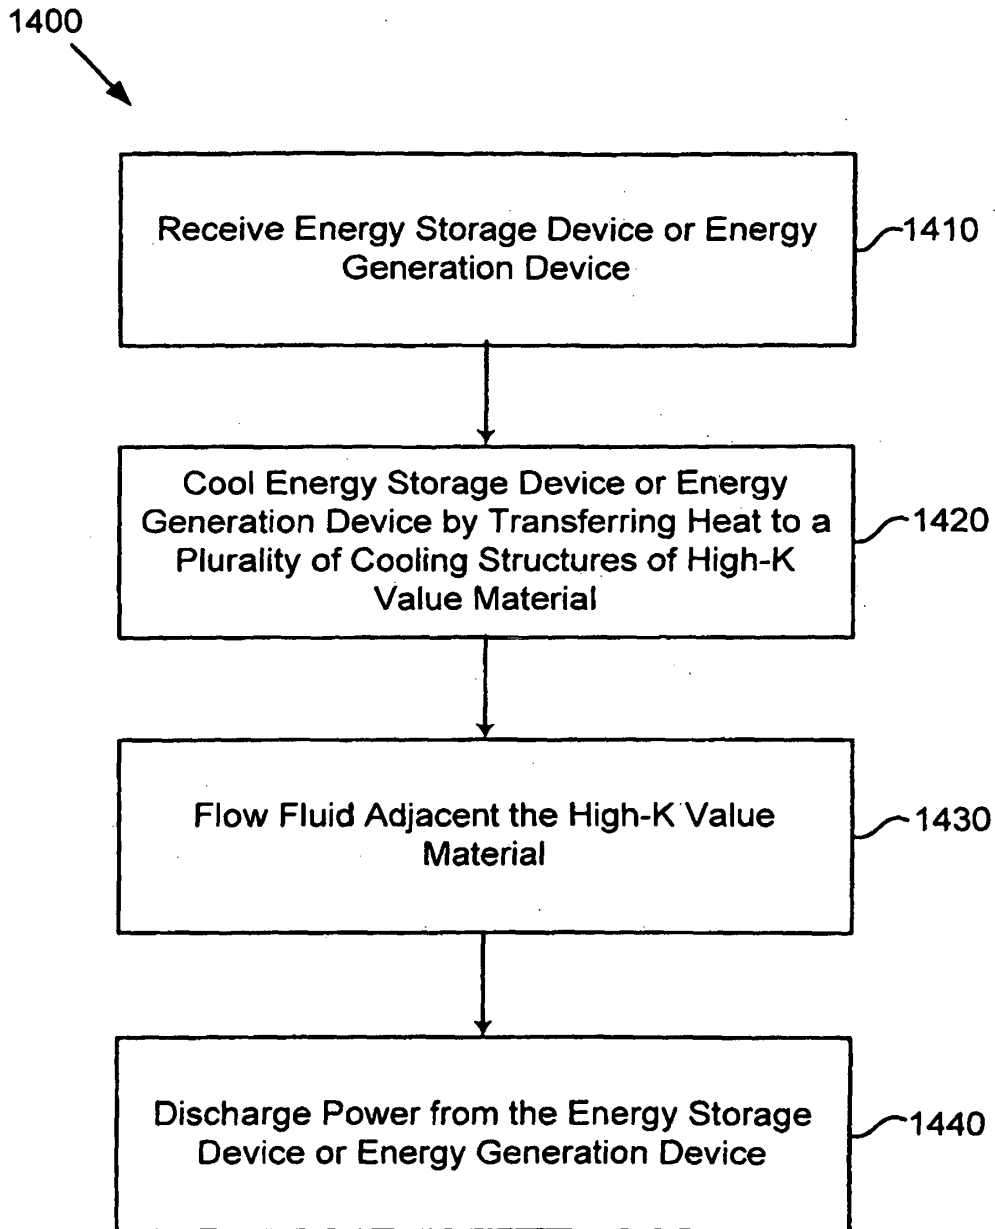 1400
Receive Energy Storage Device or Energy
Generation Device
1410
Cool Energy Storage Device or Energy
Generation Device by Transferring Heat to a
Plurality of Cooling Structures of High-K
Value Material
1420
Flow Fluid Adjacent the High-K Value
Material
1430
Discharge Power from the Energy Storage
Device or Energy Generation Device
1440